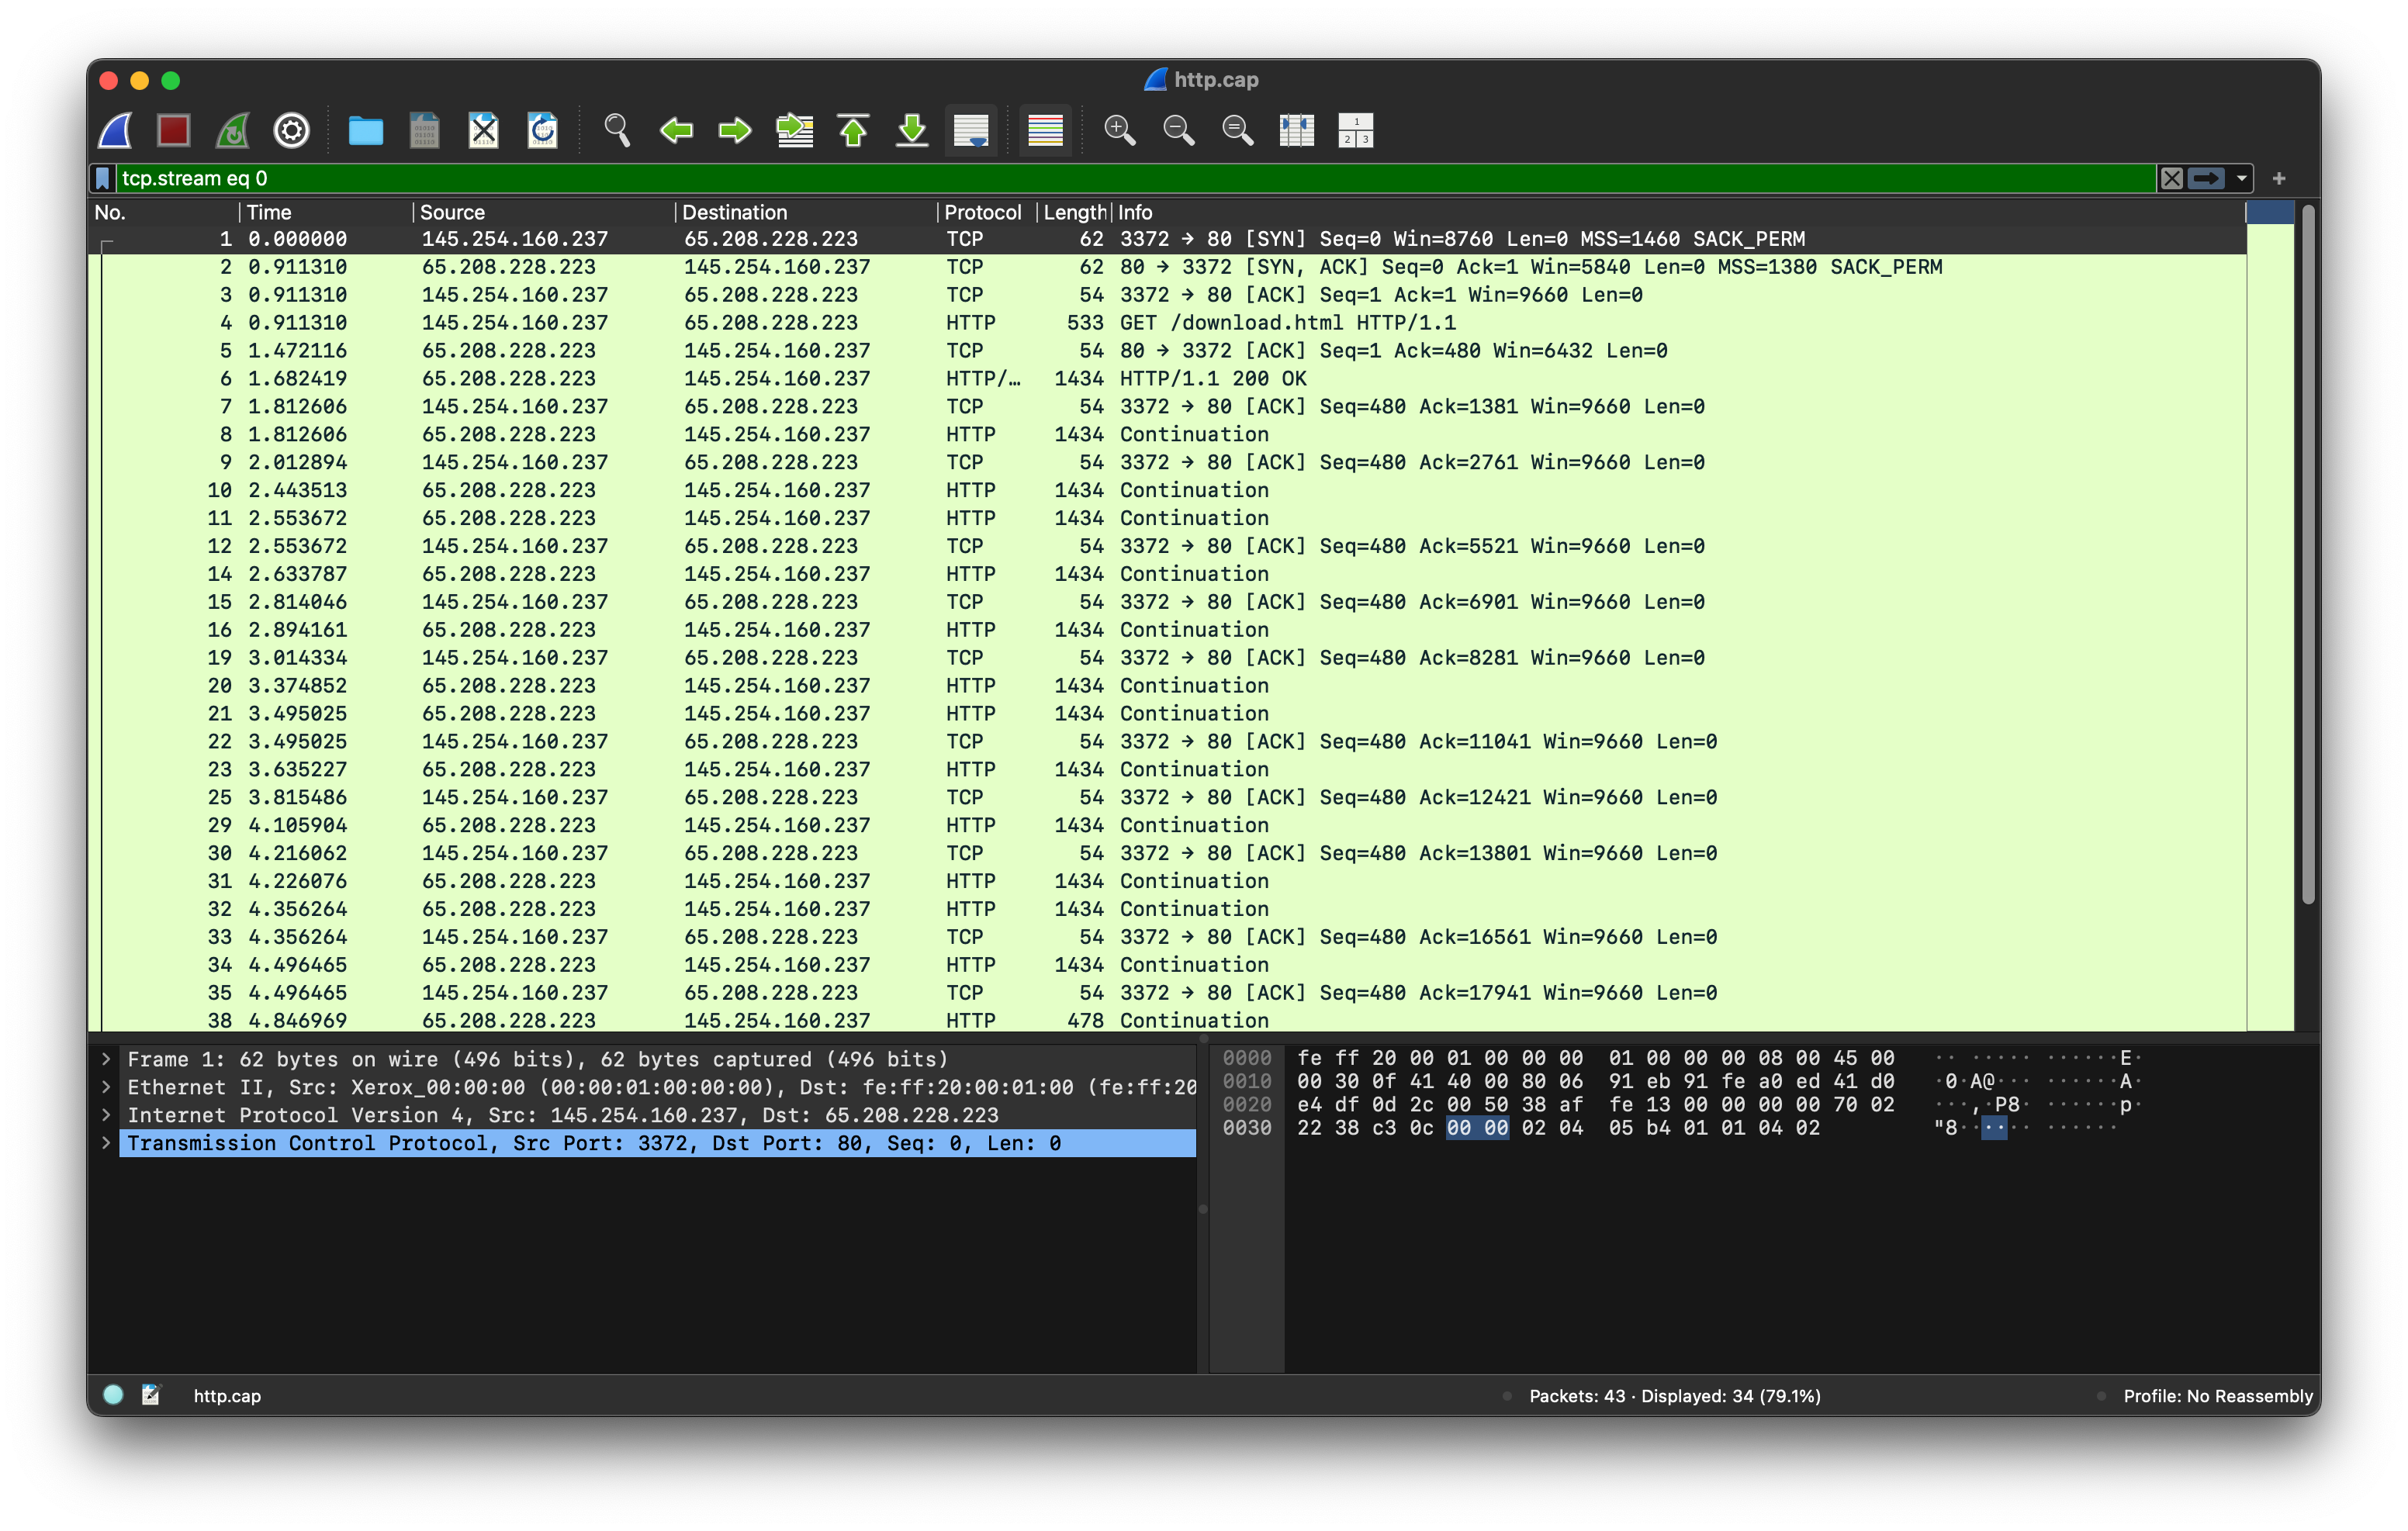 http.cap
tcp.stream eq 0
No. Time Source Destination Protocol Length Info
1 0.000000 145.254.160.237 65.208.228.223 TCP 62 3372 → 80 [SYN] Seq=0 Win=8760 Len=0 MSS=1460 SACK_PERM
2 0.911310 65.208.228.223 145.254.160.237 TCP 62 80 → 3372 [SYN, ACK] Seq=0 Ack=1 Win=5840 Len=0 MSS=1380 SACK_PERM
3 0.911310 145.254.160.237 65.208.228.223 TCP 54 3372 → 80 [ACK] Seq=1 Ack=1 Win=9660 Len=0
4 0.911310 145.254.160.237 65.208.228.223 HTTP 533 GET /download.html HTTP/1.1
5 1.472116 65.208.228.223 145.254.160.237 TCP 54 80 → 3372 [ACK] Seq=1 Ack=480 Win=6432 Len=0
6 1.682419 65.208.228.223 145.254.160.237 HTTP/… 1434 HTTP/1.1 200 OK
7 1.812606 145.254.160.237 65.208.228.223 TCP 54 3372 → 80 [ACK] Seq=480 Ack=1381 Win=9660 Len=0
8 1.812606 65.208.228.223 145.254.160.237 HTTP 1434 Continuation
9 2.012894 145.254.160.237 65.208.228.223 TCP 54 3372 → 80 [ACK] Seq=480 Ack=2761 Win=9660 Len=0
10 2.443513 65.208.228.223 145.254.160.237 HTTP 1434 Continuation
11 2.553672 65.208.228.223 145.254.160.237 HTTP 1434 Continuation
12 2.553672 145.254.160.237 65.208.228.223 TCP 54 3372 → 80 [ACK] Seq=480 Ack=5521 Win=9660 Len=0
14 2.633787 65.208.228.223 145.254.160.237 HTTP 1434 Continuation
15 2.814046 145.254.160.237 65.208.228.223 TCP 54 3372 → 80 [ACK] Seq=480 Ack=6901 Win=9660 Len=0
16 2.894161 65.208.228.223 145.254.160.237 HTTP 1434 Continuation
19 3.014334 145.254.160.237 65.208.228.223 TCP 54 3372 → 80 [ACK] Seq=480 Ack=8281 Win=9660 Len=0
20 3.374852 65.208.228.223 145.254.160.237 HTTP 1434 Continuation
21 3.495025 65.208.228.223 145.254.160.237 HTTP 1434 Continuation
22 3.495025 145.254.160.237 65.208.228.223 TCP 54 3372 → 80 [ACK] Seq=480 Ack=11041 Win=9660 Len=0
23 3.635227 65.208.228.223 145.254.160.237 HTTP 1434 Continuation
25 3.815486 145.254.160.237 65.208.228.223 TCP 54 3372 → 80 [ACK] Seq=480 Ack=12421 Win=9660 Len=0
29 4.105904 65.208.228.223 145.254.160.237 HTTP 1434 Continuation
30 4.216062 145.254.160.237 65.208.228.223 TCP 54 3372 → 80 [ACK] Seq=480 Ack=13801 Win=9660 Len=0
31 4.226076 65.208.228.223 145.254.160.237 HTTP 1434 Continuation
32 4.356264 65.208.228.223 145.254.160.237 HTTP 1434 Continuation
33 4.356264 145.254.160.237 65.208.228.223 TCP 54 3372 → 80 [ACK] Seq=480 Ack=16561 Win=9660 Len=0
34 4.496465 65.208.228.223 145.254.160.237 HTTP 1434 Continuation
35 4.496465 145.254.160.237 65.208.228.223 TCP 54 3372 → 80 [ACK] Seq=480 Ack=17941 Win=9660 Len=0
38 4.846969 65.208.228.223 145.254.160.237 HTTP 478 Continuation
Frame 1: 62 bytes on wire (496 bits), 62 bytes captured (496 bits)
Ethernet II, Src: Xerox_00:00:00 (00:00:01:00:00:00), Dst: fe:ff:20:00:01:00 (fe:ff:20
Internet Protocol Version 4, Src: 145.254.160.237, Dst: 65.208.228.223
Transmission Control Protocol, Src Port: 3372, Dst Port: 80, Seq: 0, Len: 0
0000 fe ff 20 00 01 00 00 00 01 00 00 00 08 00 45 00 ·· ····· ······E·
0010 00 30 0f 41 40 00 80 06 91 eb 91 fe a0 ed 41 d0 ·0·A@··· ······A·
0020 e4 df 0d 2c 00 50 38 af fe 13 00 00 00 00 70 02 ···,·P8· ······p·
0030 22 38 c3 0c 00 00 02 04 05 b4 01 01 04 02 "8······ ······
http.cap
Packets: 43 · Displayed: 34 (79.1%)
Profile: No Reassembly